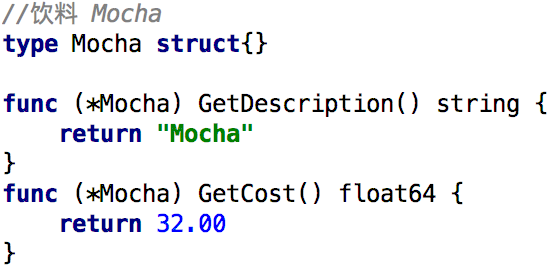 //饮料 Mocha
type Mocha struct{}

func (*Mocha) GetDescription() string {
    return "Mocha"
}
func (*Mocha) GetCost() float64 {
    return 32.00
}